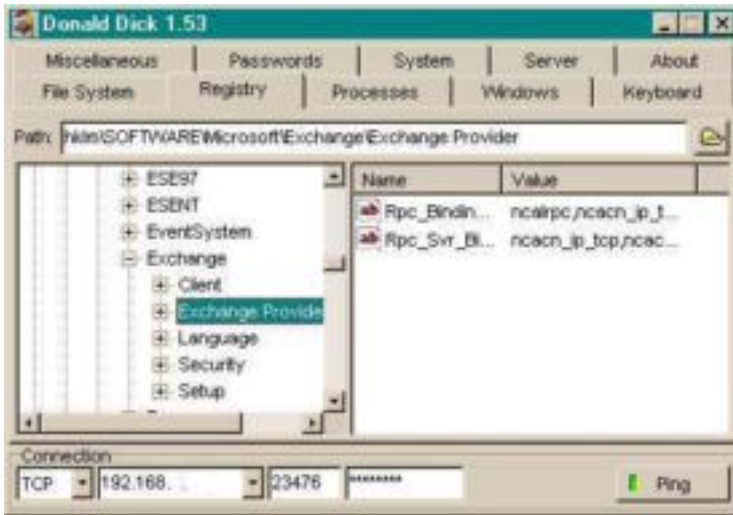 Donald Dick 1.53
Miscellaneous Passwords System Server About
File System Registry Processes Windows Keyboard
Path: hklm\SOFTWARE\Microsoft\Exchange\Exchange Provider
Name Value
ESE97
ESENT
EventSystem
Exchange
Client
Exchange Provide
Language
Security
Setup
Rpc_Bindin... ncalrpc,ncacn_ip_t...
Rpc_Svr_Bi... ncacn_ip_tcp,ncac...
Connection
TCP 192.168. 23476 ******** Ping